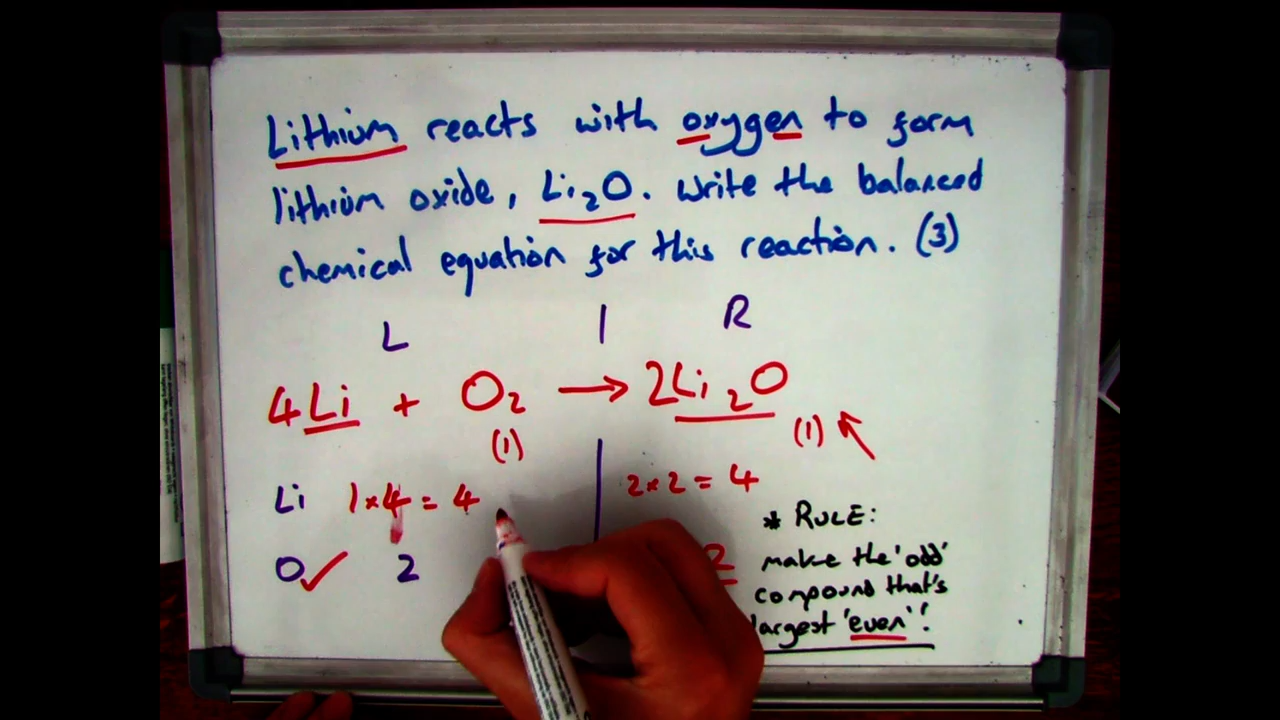 Lithium reacts with oxygen to form
lithium oxide, Li₂O. Write the balanced
chemical equation for this reaction. (3)
L | R
4Li + O₂ → 2Li₂O
(1) (1)
Li 1×4 = 4 2×2 = 4
O ✓ 2 2
* RULE:
make the 'odd'
compound that's
largest 'even'!